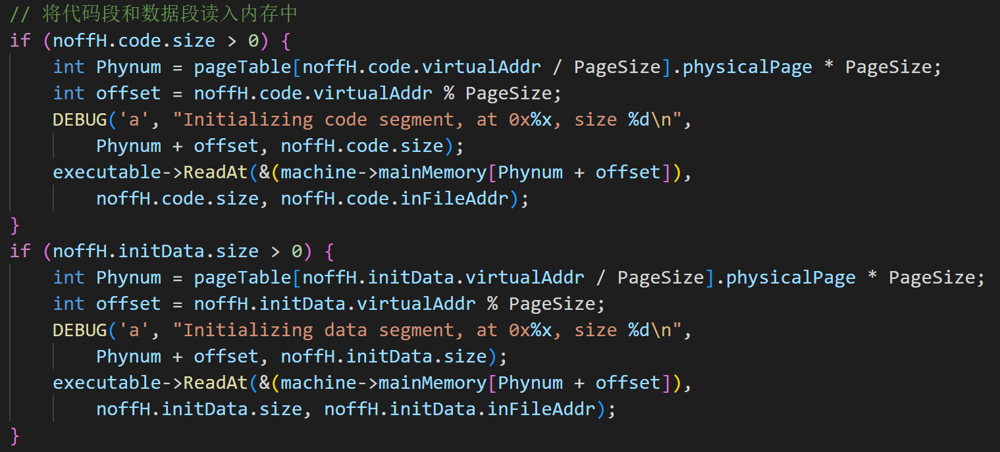 // 将代码段和数据段读入内存中
if (noffH.code.size > 0) {
    int Phynum = pageTable[noffH.code.virtualAddr / PageSize].physicalPage * PageSize;
    int offset = noffH.code.virtualAddr % PageSize;
    DEBUG('a', "Initializing code segment, at 0x%x, size %d\n",
        Phynum + offset, noffH.code.size);
    executable->ReadAt(&(machine->mainMemory[Phynum + offset]),
        noffH.code.size, noffH.code.inFileAddr);
}
if (noffH.initData.size > 0) {
    int Phynum = pageTable[noffH.initData.virtualAddr / PageSize].physicalPage * PageSize;
    int offset = noffH.initData.virtualAddr % PageSize;
    DEBUG('a', "Initializing data segment, at 0x%x, size %d\n",
        Phynum + offset, noffH.initData.size);
    executable->ReadAt(&(machine->mainMemory[Phynum + offset]),
        noffH.initData.size, noffH.initData.inFileAddr);
}